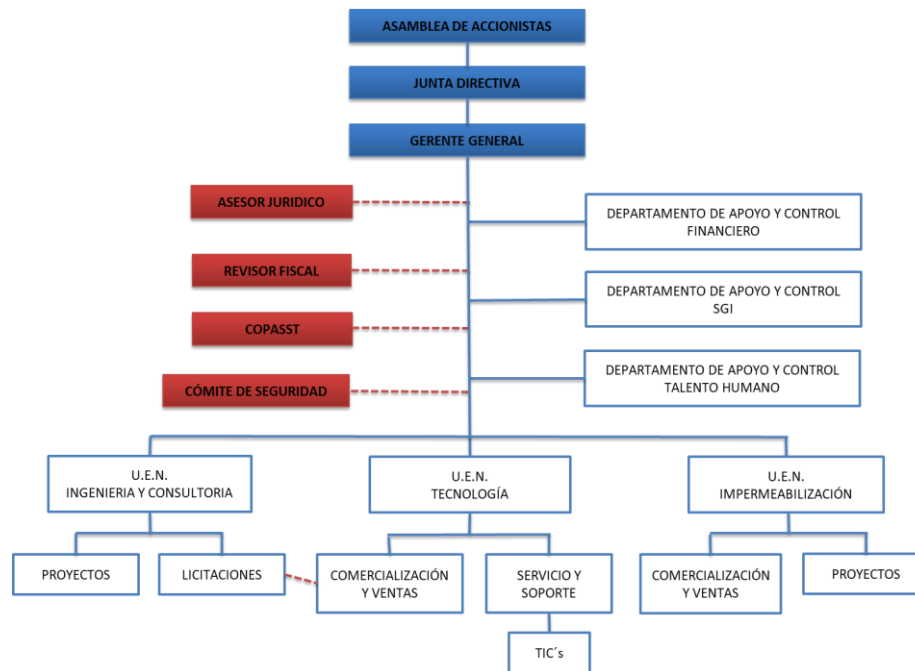 ASAMBLEA DE ACCIONISTAS
JUNTA DIRECTIVA
GERENTE GENERAL
ASESOR JURIDICO
DEPARTAMENTO DE APOYO Y CONTROL
FINANCIERO
REVISOR FISCAL
DEPARTAMENTO DE APOYO Y CONTROL
SGI
COPASST
DEPARTAMENTO DE APOYO Y CONTROL
TALENTO HUMANO
CÓMITE DE SEGURIDAD
U.E.N.
INGENIERIA Y CONSULTORIA
U.E.N.
TECNOLOGÍA
U.E.N.
IMPERMEABILIZACIÓN
PROYECTOS
LICITACIONES
COMERCIALIZACIÓN
Y VENTAS
SERVICIO Y
SOPORTE
COMERCIALIZACIÓN
Y VENTAS
PROYECTOS
TIC´s